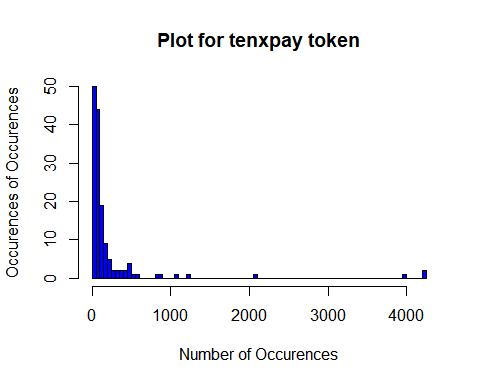 Plot for tenxpay token
Occurences of Occurences
50
40
30
20
10
0
0 1000 2000 3000 4000
Number of Occurences